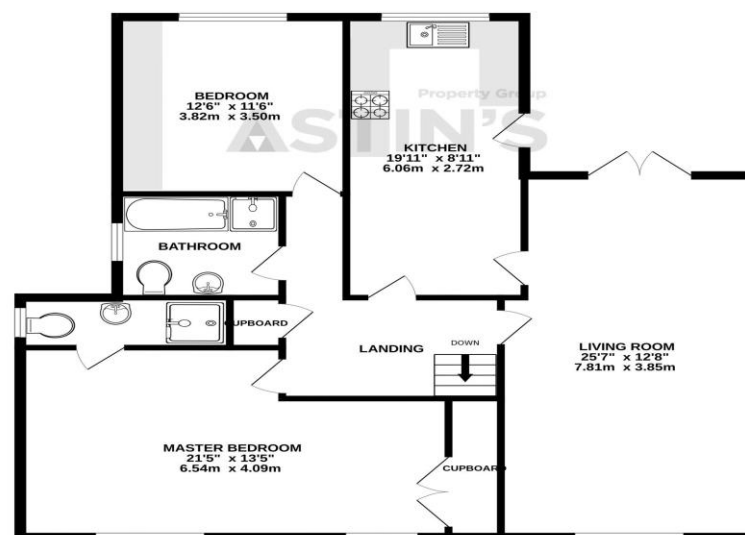 BEDROOM
12'6" x 11'6"
3.82m x 3.50m
Property Group
ASTIN'S
KITCHEN
19'11" x 8'11"
6.06m x 2.72m
BATHROOM
CUPBOARD
LANDING
DOWN
LIVING ROOM
25'7" x 12'8"
7.81m x 3.85m
MASTER BEDROOM
21'5" x 13'5"
6.54m x 4.09m
CUPBOARD